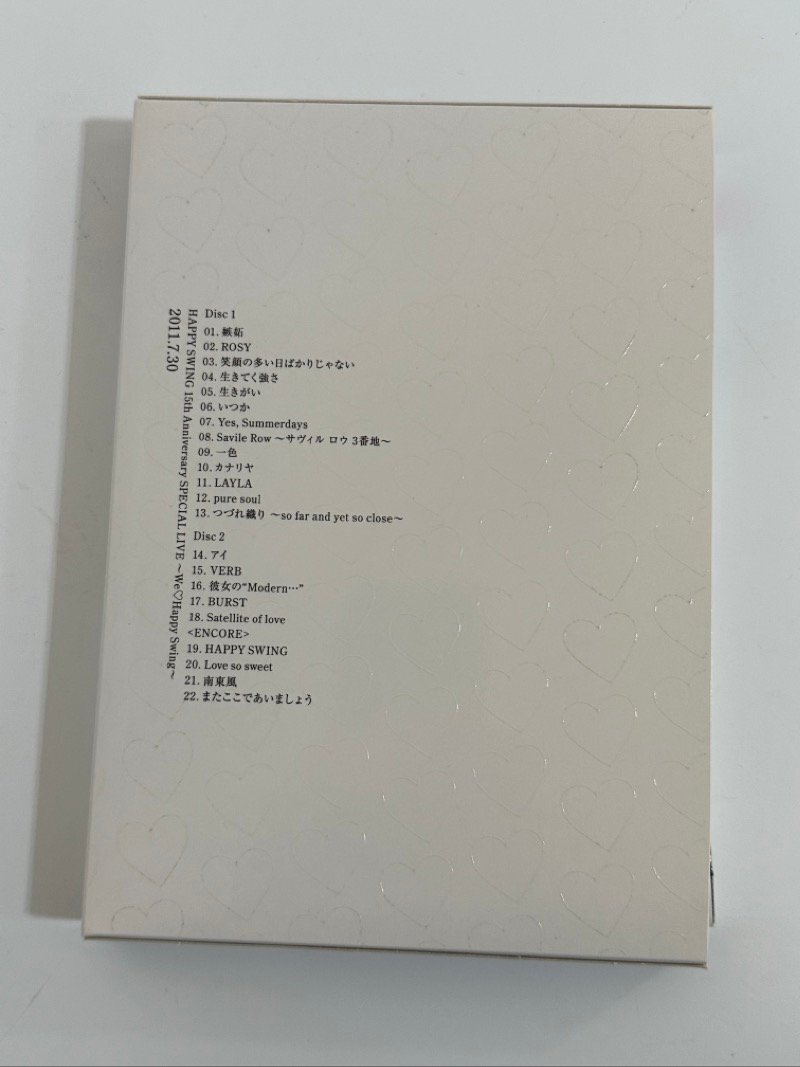 2011.7.30
HAPPY SWING 15th Anniversary SPECIAL LIVE ～We♡Happy Swing～
Disc 1
01. 嫉妬
02. ROSY
03. 笑顔の多い日ばかりじゃない
04. 生きてく強さ
05. 生きがい
06. いつか
07. Yes, Summerdays
08. Savile Row ～サヴィル ロウ 3番地～
09. 一色
10. カナリヤ
11. LAYLA
12. pure soul
13. つづれ織り ～so far and yet so close～
Disc 2
14. アイ
15. VERB
16. 彼女の“Modern…”
17. BURST
18. Satellite of love
<ENCORE>
19. HAPPY SWING
20. Love so sweet
21. 南東風
22. またここであいましょう